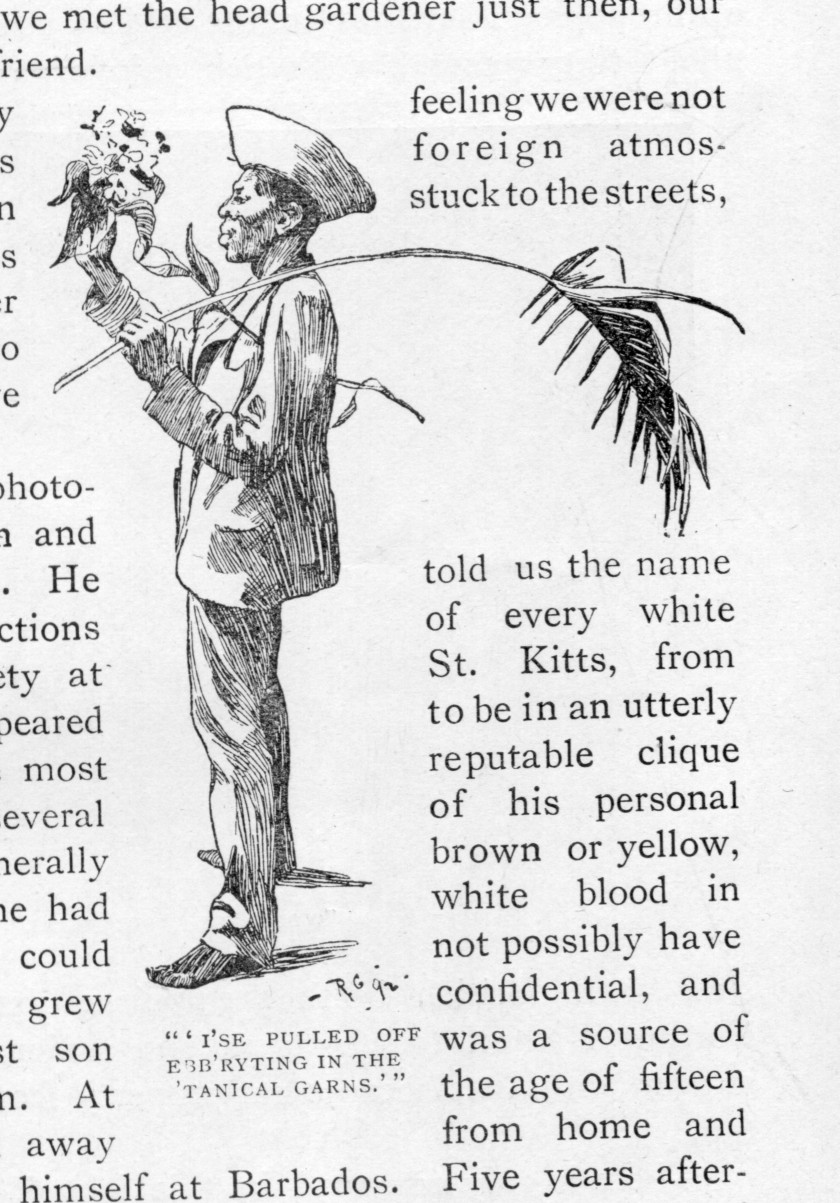 we met the head gardener just then, our
riend.
y feeling we were not
s foreign atmos-
n stuck to the streets,
s
er
o
e
photo-
and
. He told us the name
ctions of every white
ety at St. Kitts, from
peared to be in an utterly
most reputable clique
several of his personal
nerally brown or yellow,
he had white blood in
could not possibly have
grew confidential, and
st son was a source of
n. At the age of fifteen
away from home and
himself at Barbados. Five years after-
R G 92
"'I'SE PULLED OFF
EBB'RYTING IN THE
'TANICAL GARNS.'"